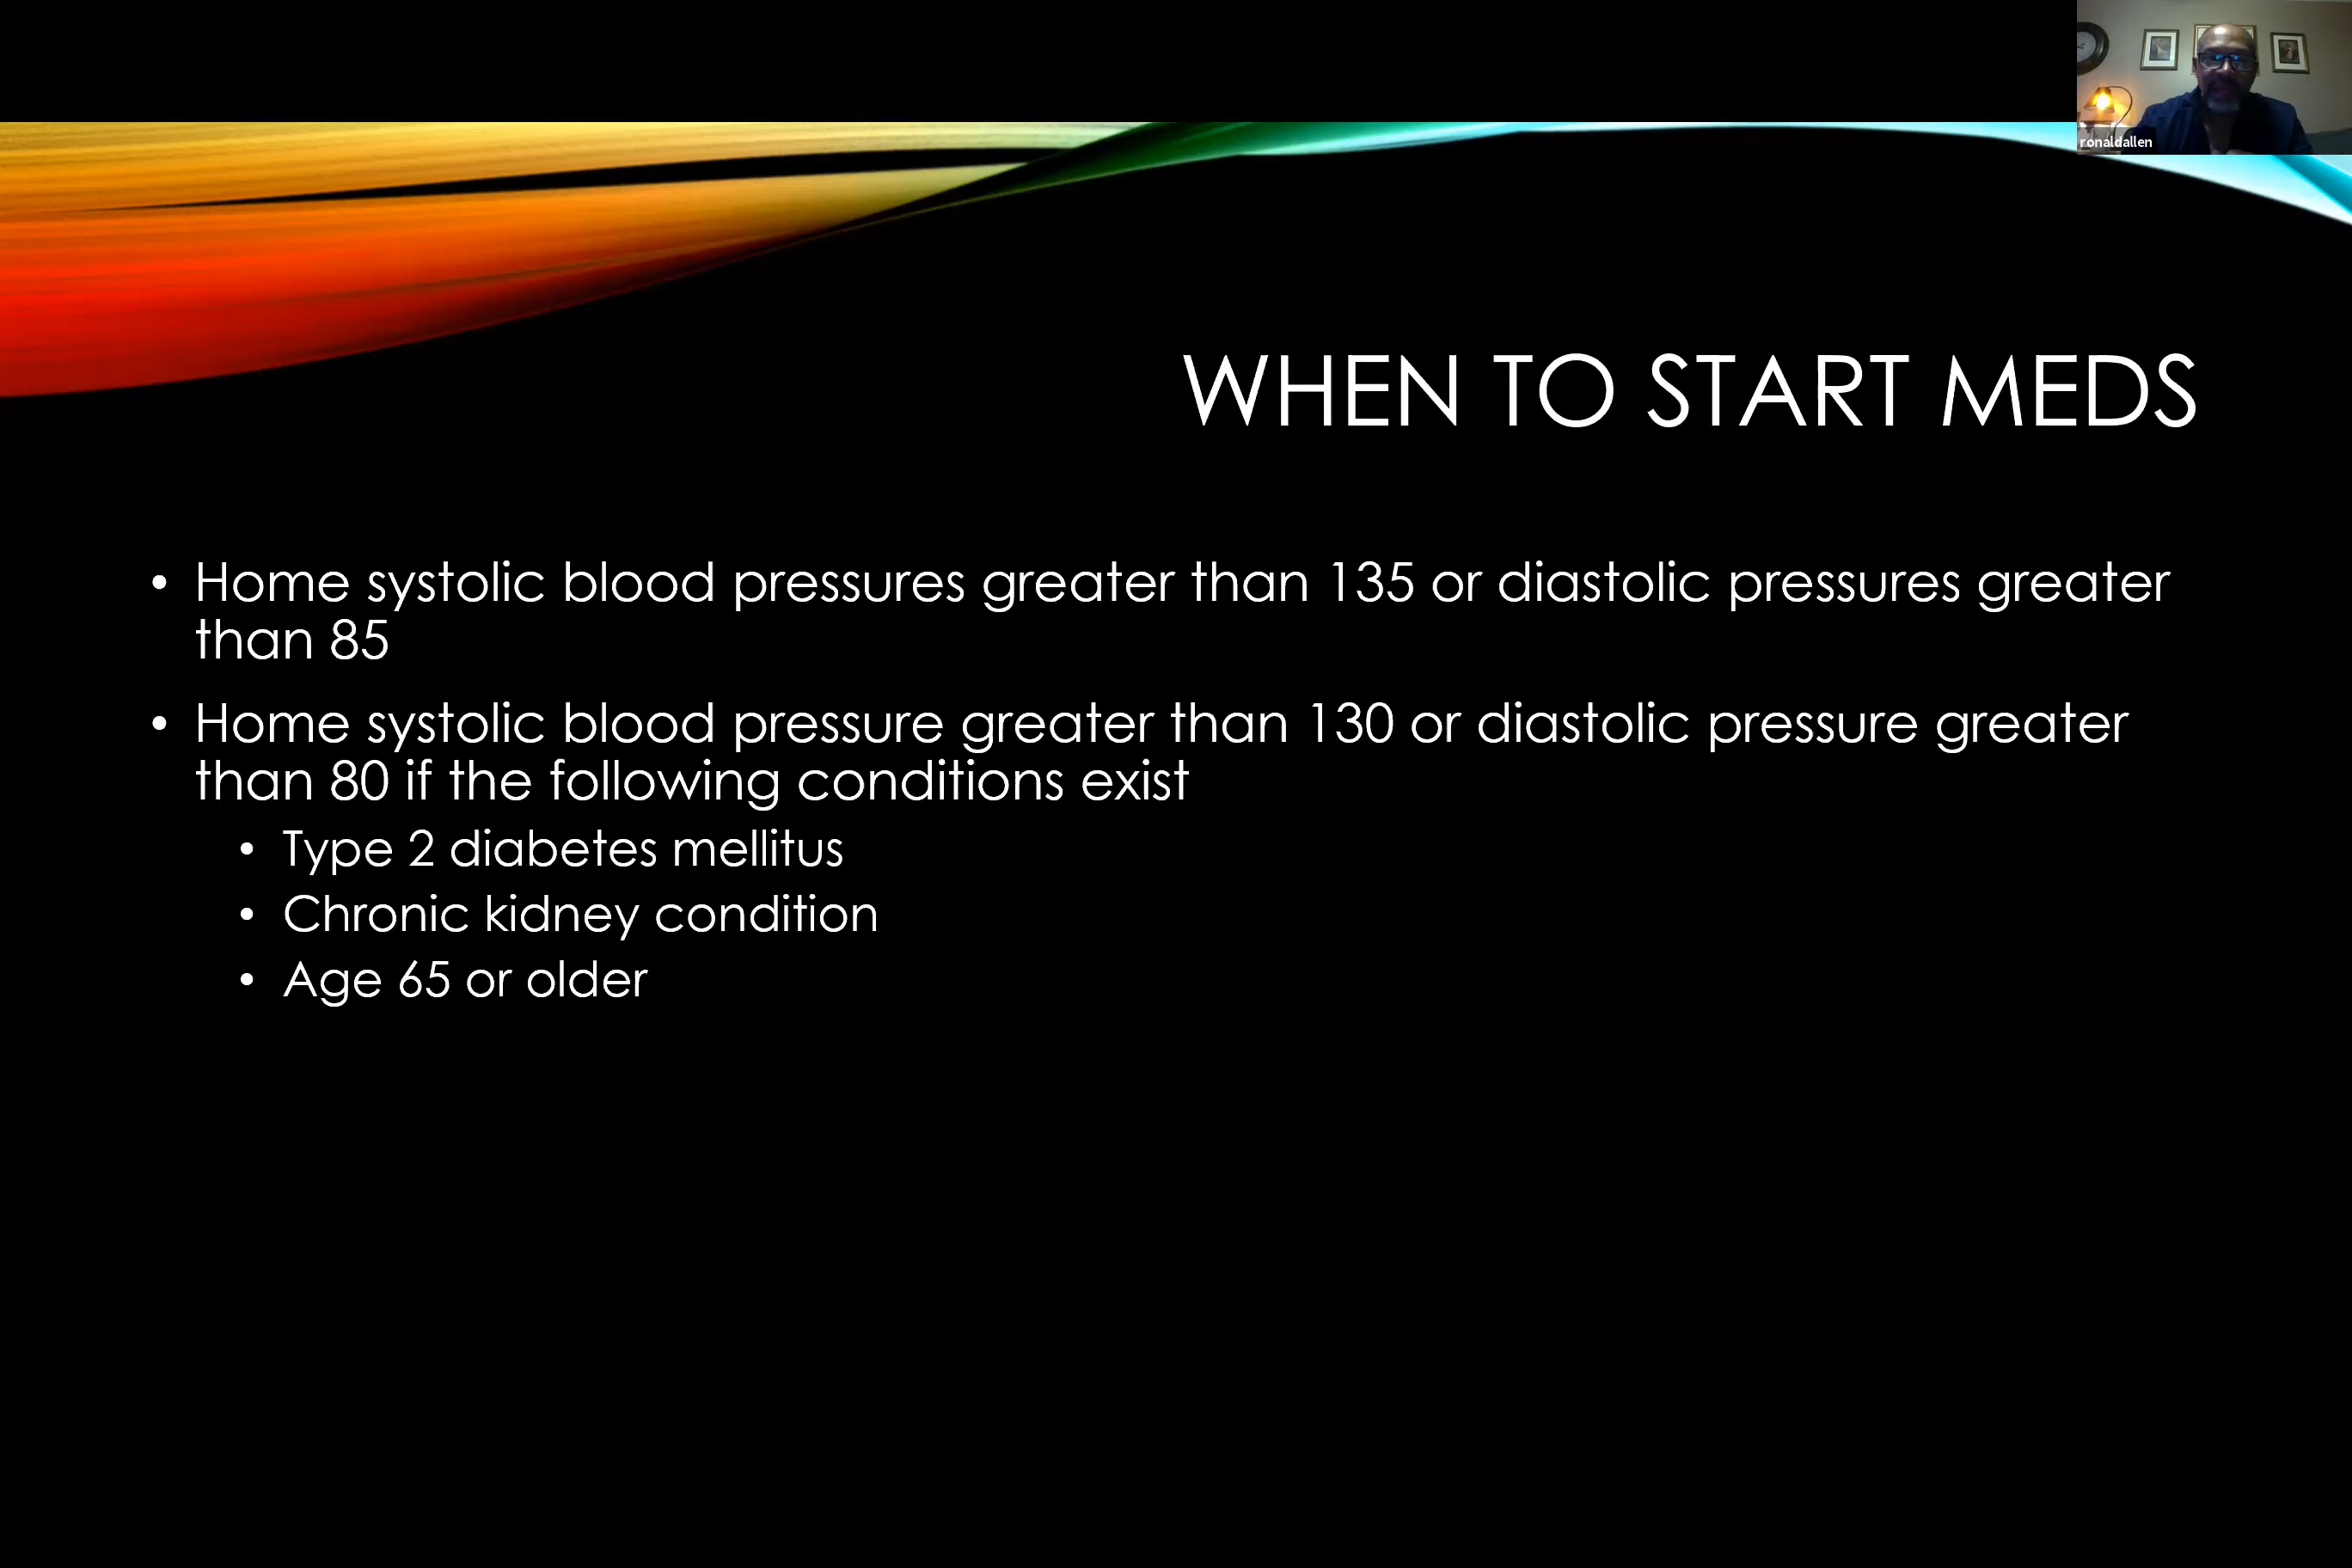 ronaldallen
WHEN TO START MEDS
• Home systolic blood pressures greater than 135 or diastolic pressures greater
than 85
• Home systolic blood pressure greater than 130 or diastolic pressure greater
than 80 if the following conditions exist
• Type 2 diabetes mellitus
• Chronic kidney condition
• Age 65 or older